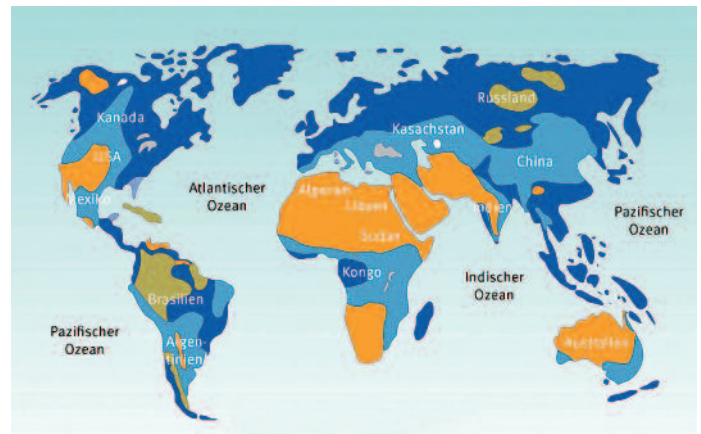 Russland
Kanada
Kasachstan
USA
China
Atlantischer
Ozean
Algerien
Mexiko
Libyen
Indien
Pazifischer
Ozean
Sudan
Kongo
Indischer
Ozean
Brasilien
Pazifischer
Ozean
Argen-
tinien
Australien